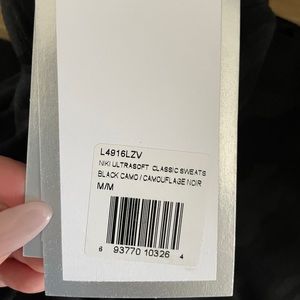 L4916LZV
NIKI ULTRASOFT CLASSIC SWEATS
BLACK CAMO / CAMOUFLAGE NOIR
M/M
6 93770 10326 4